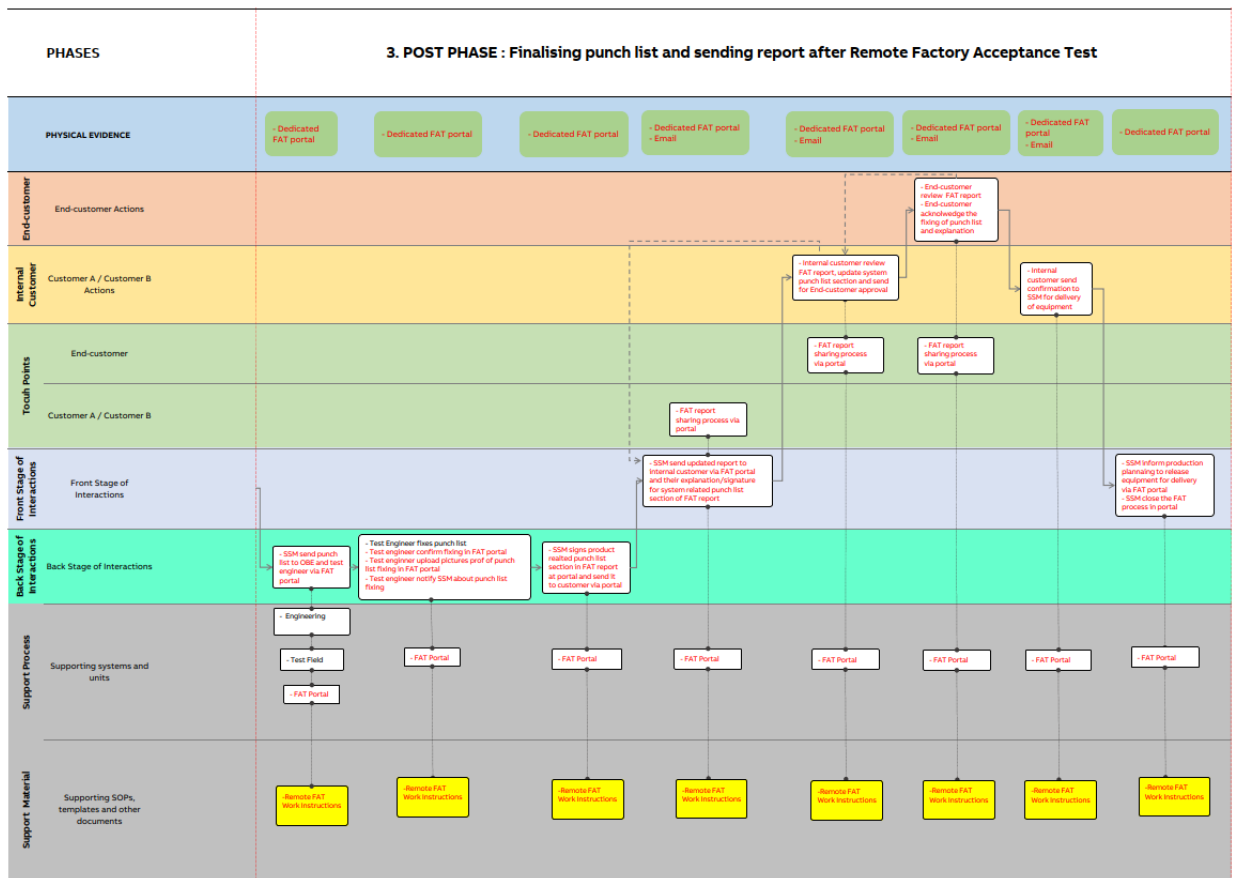 PHASES
3. POST PHASE : Finalising punch list and sending report after Remote Factory Acceptance Test
PHYSICAL EVIDENCE
- Dedicated
FAT portal
- Dedicated FAT portal
- Dedicated FAT portal
- Dedicated FAT portal
- Email
- Dedicated FAT portal
- Email
- Dedicated FAT portal
- Email
- Dedicated FAT
portal
- Email
- Dedicated FAT portal
End-customer
End-customer Actions
- End-customer
review FAT report
- End-customer
acknolwedge the
fixing of punch list
and explanation
Internal
Customer
Customer A / Customer B
Actions
- Internal customer review
FAT report, update system
punch list section and send
for End-customer approval
- Internal
customer send
confirmation to
SSM for delivery
of equipment
Tocuh Points
End-customer
- FAT report
sharing process
via portal
- FAT report
sharing process
via portal
Customer A / Customer B
- FAT report
sharing process via
portal
Front Stage of
Interactions
Front Stage of
Interactions
- SSM send updated report to
Internal customer via FAT portal
and their explanation/signature
for system related punch list
section of FAT report
- SSM inform production
plannaing to release
equipment for delivery
via FAT portal
- SSM close the FAT
process in portal
Back Stage of
Interactions
Back Stage of Interactions
- SSM send punch
list to OBE and test
engineer via FAT
portal
- Test Engineer fixes punch list
- Test engineer confirm fixing in FAT portal
- Test enginner upload pictures prof of punch
list fixing in FAT portal
- Test engineer notify SSM about punch list
fixing
- SSM signs product
realted punch list
section in FAT report
at portal and send it
to customer via portal
Support Process
Supporting systems and
units
- Engineering
- Test Field
- FAT Portal
- FAT Portal
- FAT Portal
- FAT Portal
- FAT Portal
- FAT Portal
- FAT Portal
- FAT Portal
Support Material
Supporting SOPs,
templates and other
documents
-Remote FAT
Work Instructions
-Remote FAT
Work Instructions
-Remote FAT
Work Instructions
-Remote FAT
Work Instructions
-Remote FAT
Work Instructions
-Remote FAT
Work Instructions
-Remote FAT
Work Instructions
-Remote FAT
Work Instructions